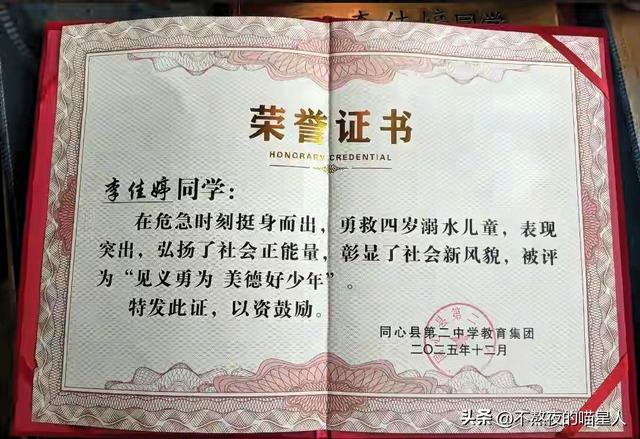 李佳婷同学
荣誉证书
HONORARY CREDENTIAL
李佳婷同学：
在危急时刻挺身而出，勇救四岁溺水儿童，表现
突出，弘扬了社会正能量，彰显了社会新风貌，被评
为“见义勇为 美德好少年”。
特发此证，以资鼓励。
同心县第二中学教育集团
二〇二五年十二月
头条 @不熬夜的喵星人